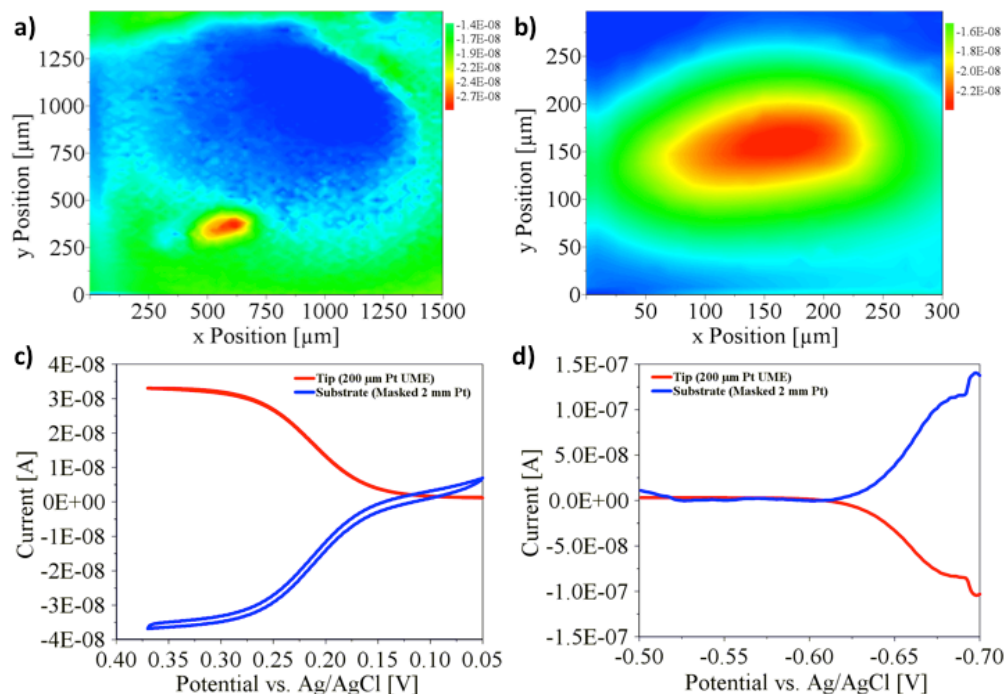 a)
1250
1000
750
500
250
0
250 500 750 1000 1250 1500
y Position [µm]
x Position [µm]
-1.4E-08
-1.7E-08
-1.9E-08
-2.2E-08
-2.4E-08
-2.7E-08
b)
250
200
150
100
50
0
50 100 150 200 250 300
y Position [µm]
x Position [µm]
-1.6E-08
-1.8E-08
-2.0E-08
-2.2E-08
c)
4E-08
3E-08
2E-08
1E-08
0E+00
-1E-08
-2E-08
-3E-08
-4E-08
0.40 0.35 0.30 0.25 0.20 0.15 0.10 0.05
Current [A]
Potential vs. Ag/AgCl [V]
Tip (200 µm Pt UME)
Substrate (Masked 2 mm Pt)
d)
1.5E-07
1.0E-07
5.0E-08
0.0E+00
-5.0E-08
-1.0E-07
-1.5E-07
-0.50 -0.55 -0.60 -0.65 -0.70
Current [A]
Potential vs. Ag/AgCl [V]
Tip (200 µm Pt UME)
Substrate (Masked 2 mm Pt)